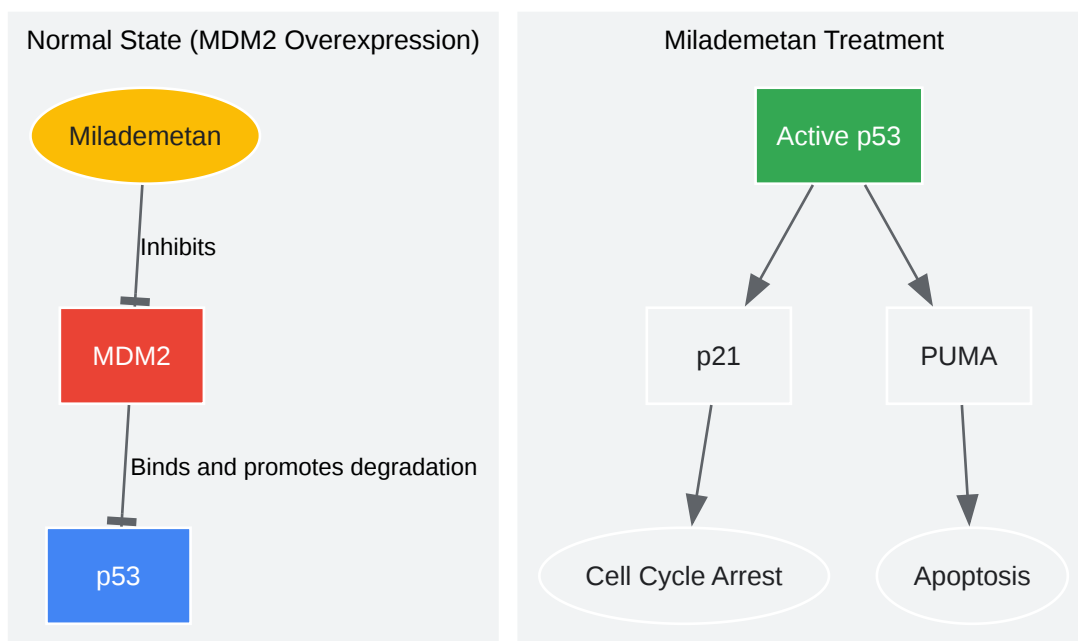 Normal State (MDM2 Overexpression)
Milademetan
Inhibits
MDM2
Binds and promotes degradation
p53
Milademetan Treatment
Active p53
p21
PUMA
Cell Cycle Arrest
Apoptosis